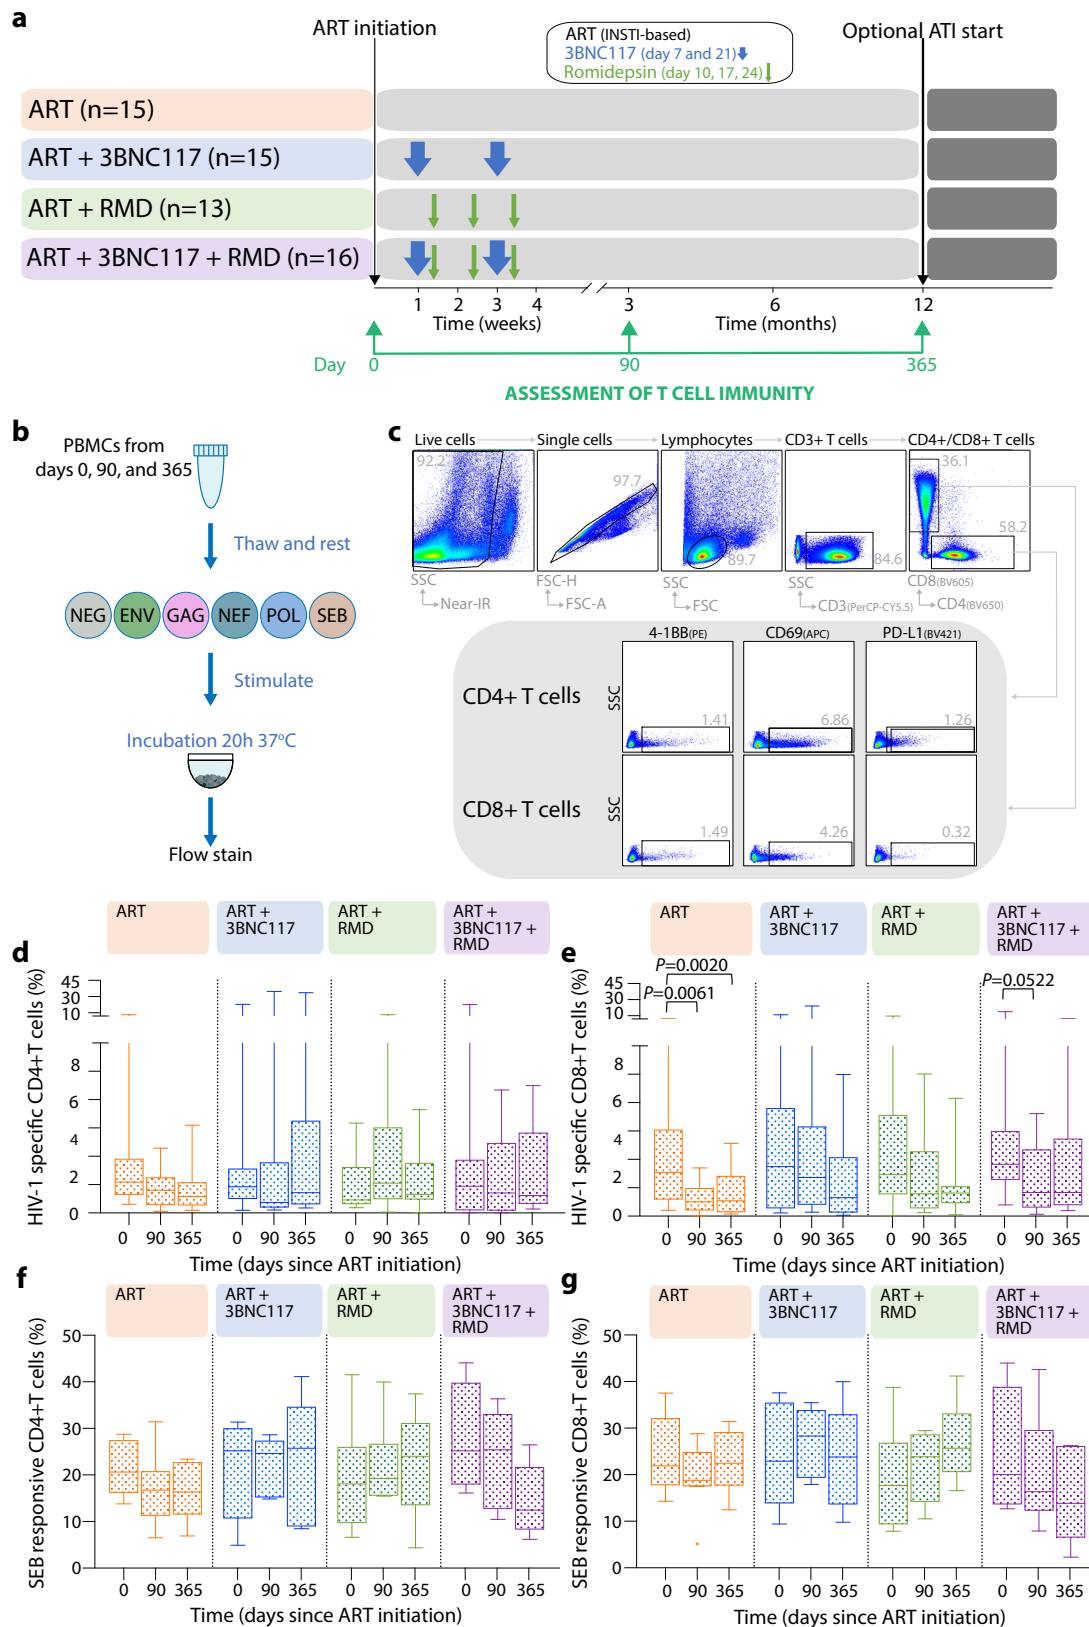 a
ART initiation
ART (INSTI-based)
3BNC117 (day 7 and 21)
Romidepsin (day 10, 17, 24)
Optional ATI start
ART (n=15)
ART + 3BNC117 (n=15)
ART + RMD (n=13)
ART + 3BNC117 + RMD (n=16)
1 2 3 4 3 6 12
Time (weeks) Time (months)
Day 0 90 365
ASSESSMENT OF T CELL IMMUNITY
b
PBMCs from
days 0, 90, and 365
Thaw and rest
NEG ENV GAG NEF POL SEB
Stimulate
Incubation 20h 37°C
Flow stain
c
Live cells Single cells Lymphocytes CD3+ T cells CD4+/CD8+ T cells
92.2 97.7 89.7 84.6 36.1 58.2
SSC FSC-H SSC SSC CD8(BV605)
Near-IR FSC-A FSC CD3(PerCP-CY5.5) CD4(BV650)
4-1BB(PE) CD69(APC) PD-L1(BV421)
CD4+ T cells
SSC
1.41 6.86 1.26
CD8+ T cells
SSC
1.49 4.26 0.32
d
ART
ART +
3BNC117
ART +
RMD
ART +
3BNC117 +
RMD
HIV-1 specific CD4+T cells (%)
45
30
10
8
6
4
2
0
0 90 365 0 90 365 0 90 365 0 90 365
Time (days since ART initiation)
e
ART
ART +
3BNC117
ART +
RMD
ART +
3BNC117 +
RMD
HIV-1 specific CD8+T cells (%)
45
30
10
8
6
4
2
0
P=0.0020
P=0.0061
P=0.0522
0 90 365 0 90 365 0 90 365 0 90 365
Time (days since ART initiation)
f
ART
ART +
3BNC117
ART +
RMD
ART +
3BNC117 +
RMD
SEB responsive CD4+T cells (%)
50
40
30
20
10
0
0 90 365 0 90 365 0 90 365 0 90 365
Time (days since ART initiation)
g
ART
ART +
3BNC117
ART +
RMD
ART +
3BNC117 +
RMD
SEB responsive CD8+T cells (%)
50
40
30
20
10
0
0 90 365 0 90 365 0 90 365 0 90 365
Time (days since ART initiation)